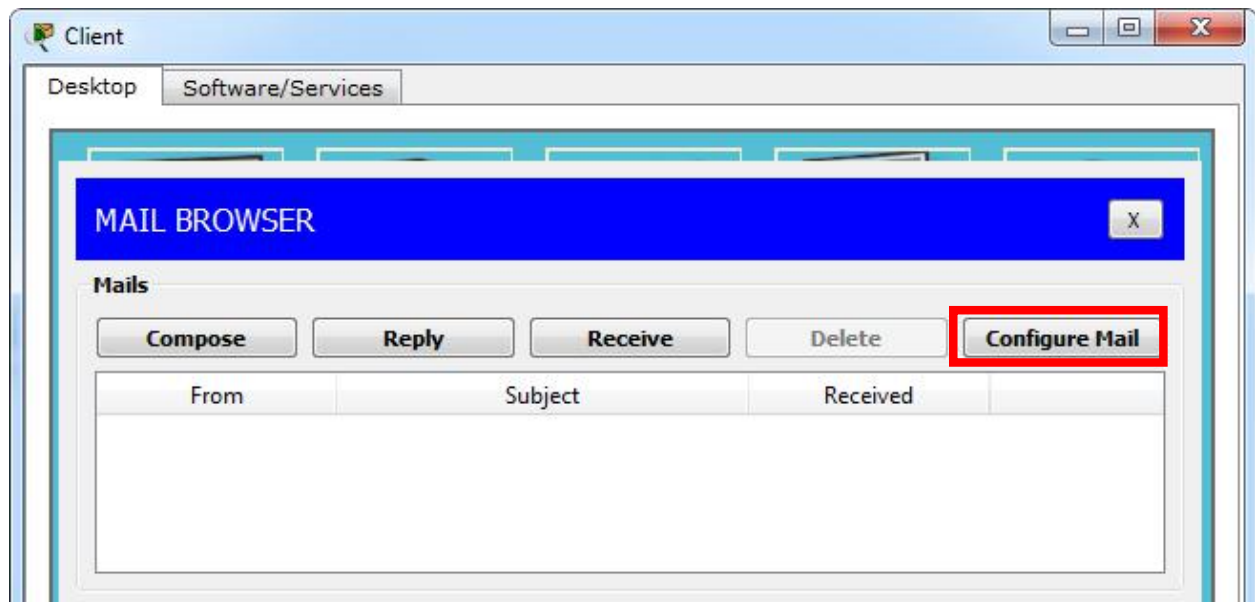 Client
Desktop Software/Services
MAIL BROWSER X
Mails
Compose Reply Receive Delete Configure Mail
From Subject Received